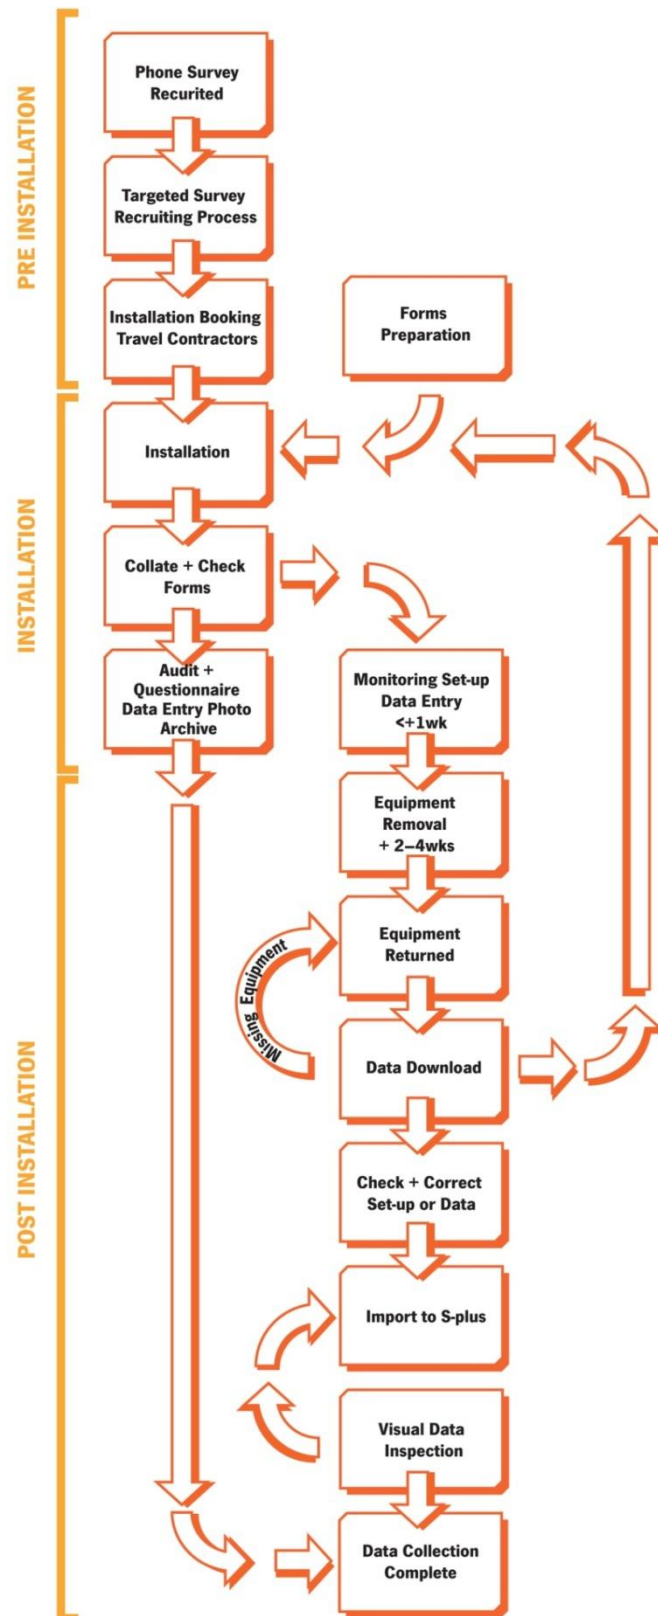 PRE INSTALLATION
Phone Survey
Recurited
Targeted Survey
Recruiting Process
Installation Booking
Travel Contractors
Forms
Preparation
INSTALLATION
Installation
Collate + Check
Forms
Audit +
Questionnaire
Data Entry Photo
Archive
Monitoring Set-up
Data Entry
<+1wk
POST INSTALLATION
Equipment
Removal
+ 2–4wks
Equipment
Returned
Missing Equipment
Data Download
Check + Correct
Set-up or Data
Import to S-plus
Visual Data
Inspection
Data Collection
Complete